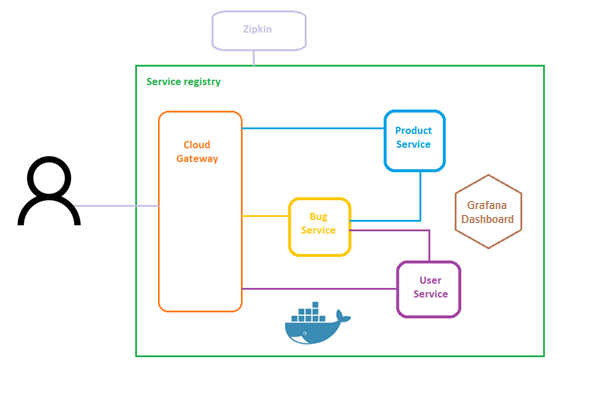 Zipkin
Service registry
Cloud
Gateway
Product
Service
Bug
Service
Grafana
Dashboard
User
Service